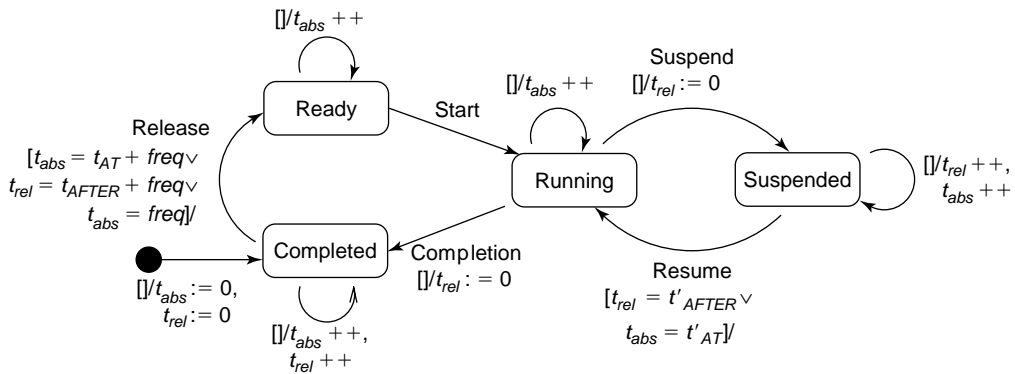 []/t_abs ++
Ready
Start
Release
[t_abs = t_AT + freq∨
t_rel = t_AFTER + freq∨
t_abs = freq]/
Completed
[]/t_abs := 0,
t_rel := 0
[]/t_abs ++,
t_rel ++
Completion
[]/t_rel := 0
[]/t_abs ++
Running
Suspend
[]/t_rel := 0
Suspended
[]/t_rel ++,
t_abs ++
Resume
[t_rel = t'_AFTER ∨
t_abs = t'_AT]/